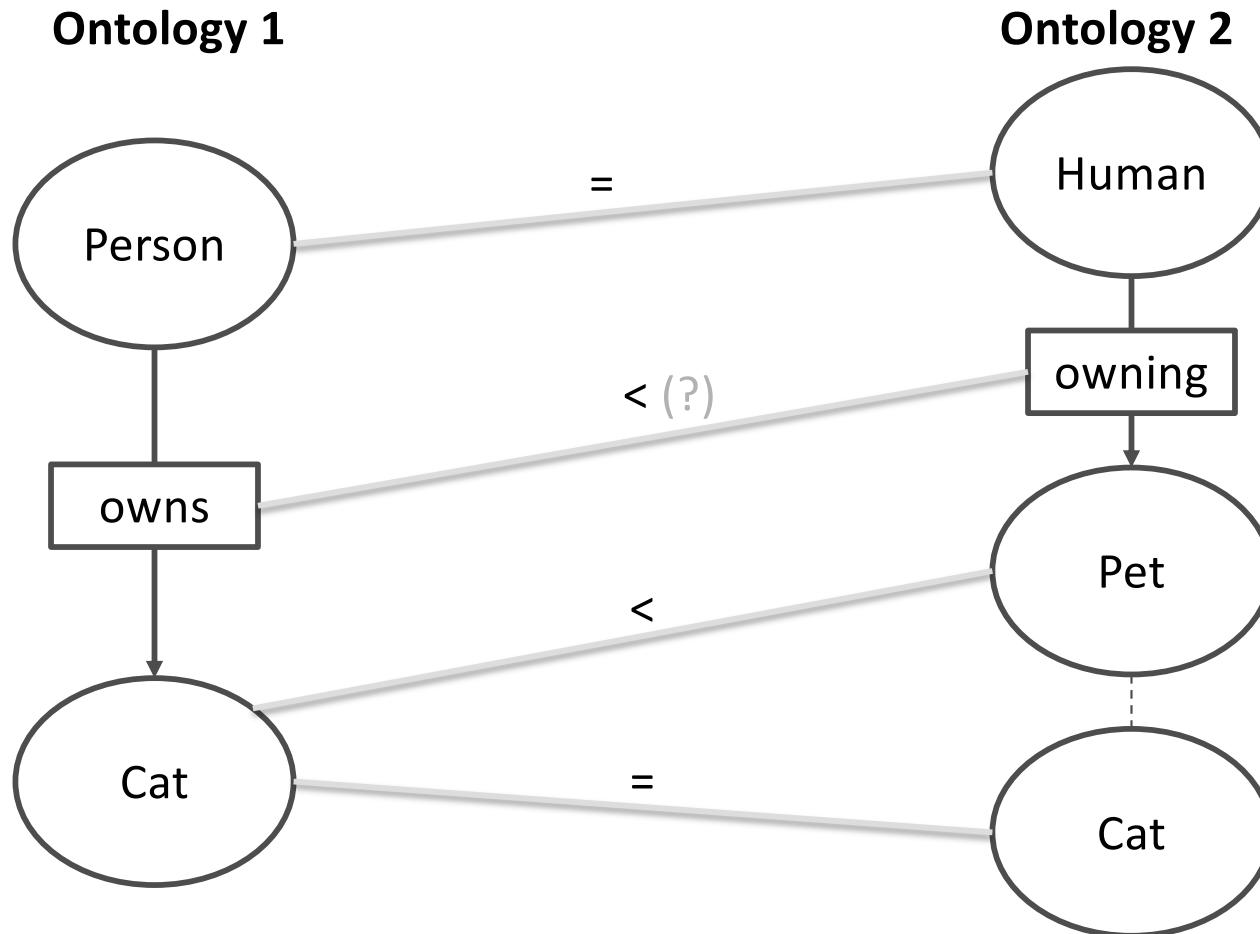 Ontology 1
Ontology 2
Person
=
Human
owns
< (?)
owning
<
Pet
Cat
=
Cat